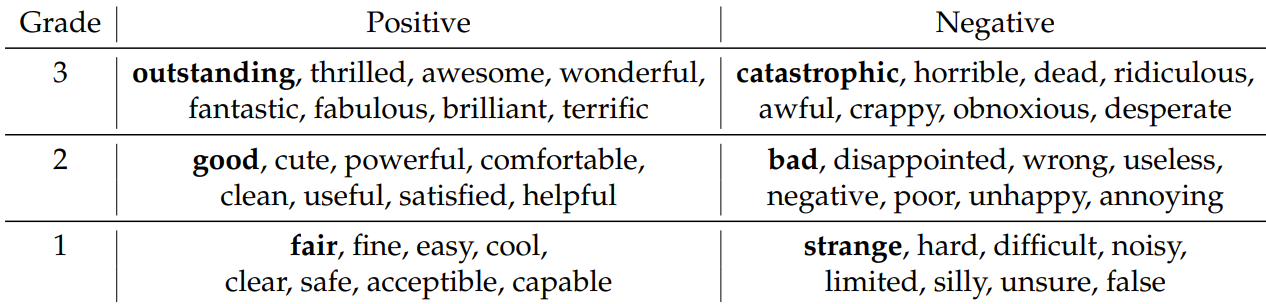 Grade Positive Negative
3 outstanding, thrilled, awesome, wonderful, catastrophic, horrible, dead, ridiculous,
fantastic, fabulous, brilliant, terrific awful, crappy, obnoxious, desperate
2 good, cute, powerful, comfortable, bad, disappointed, wrong, useless,
clean, useful, satisfied, helpful negative, poor, unhappy, annoying
1 fair, fine, easy, cool, strange, hard, difficult, noisy,
clear, safe, acceptible, capable limited, silly, unsure, false